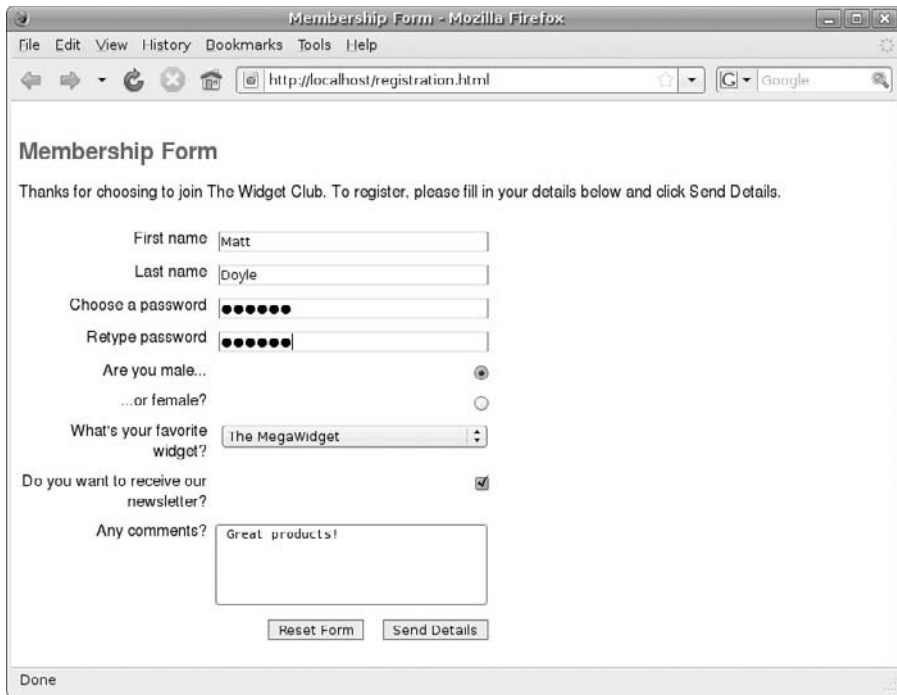 Membership Form - Mozilla Firefox
File Edit View History Bookmarks Tools Help
http://localhost/registration.html
G
Google
Membership Form
Thanks for choosing to join The Widget Club. To register, please fill in your details below and click Send Details.
First name Matt
Last name Doyle
Choose a password ●●●●●●
Retype password ●●●●●●
Are you male...
...or female?
What's your favorite
widget?
The MegaWidget
Do you want to receive our
newsletter?
Any comments? Great products!
Reset Form Send Details
Done